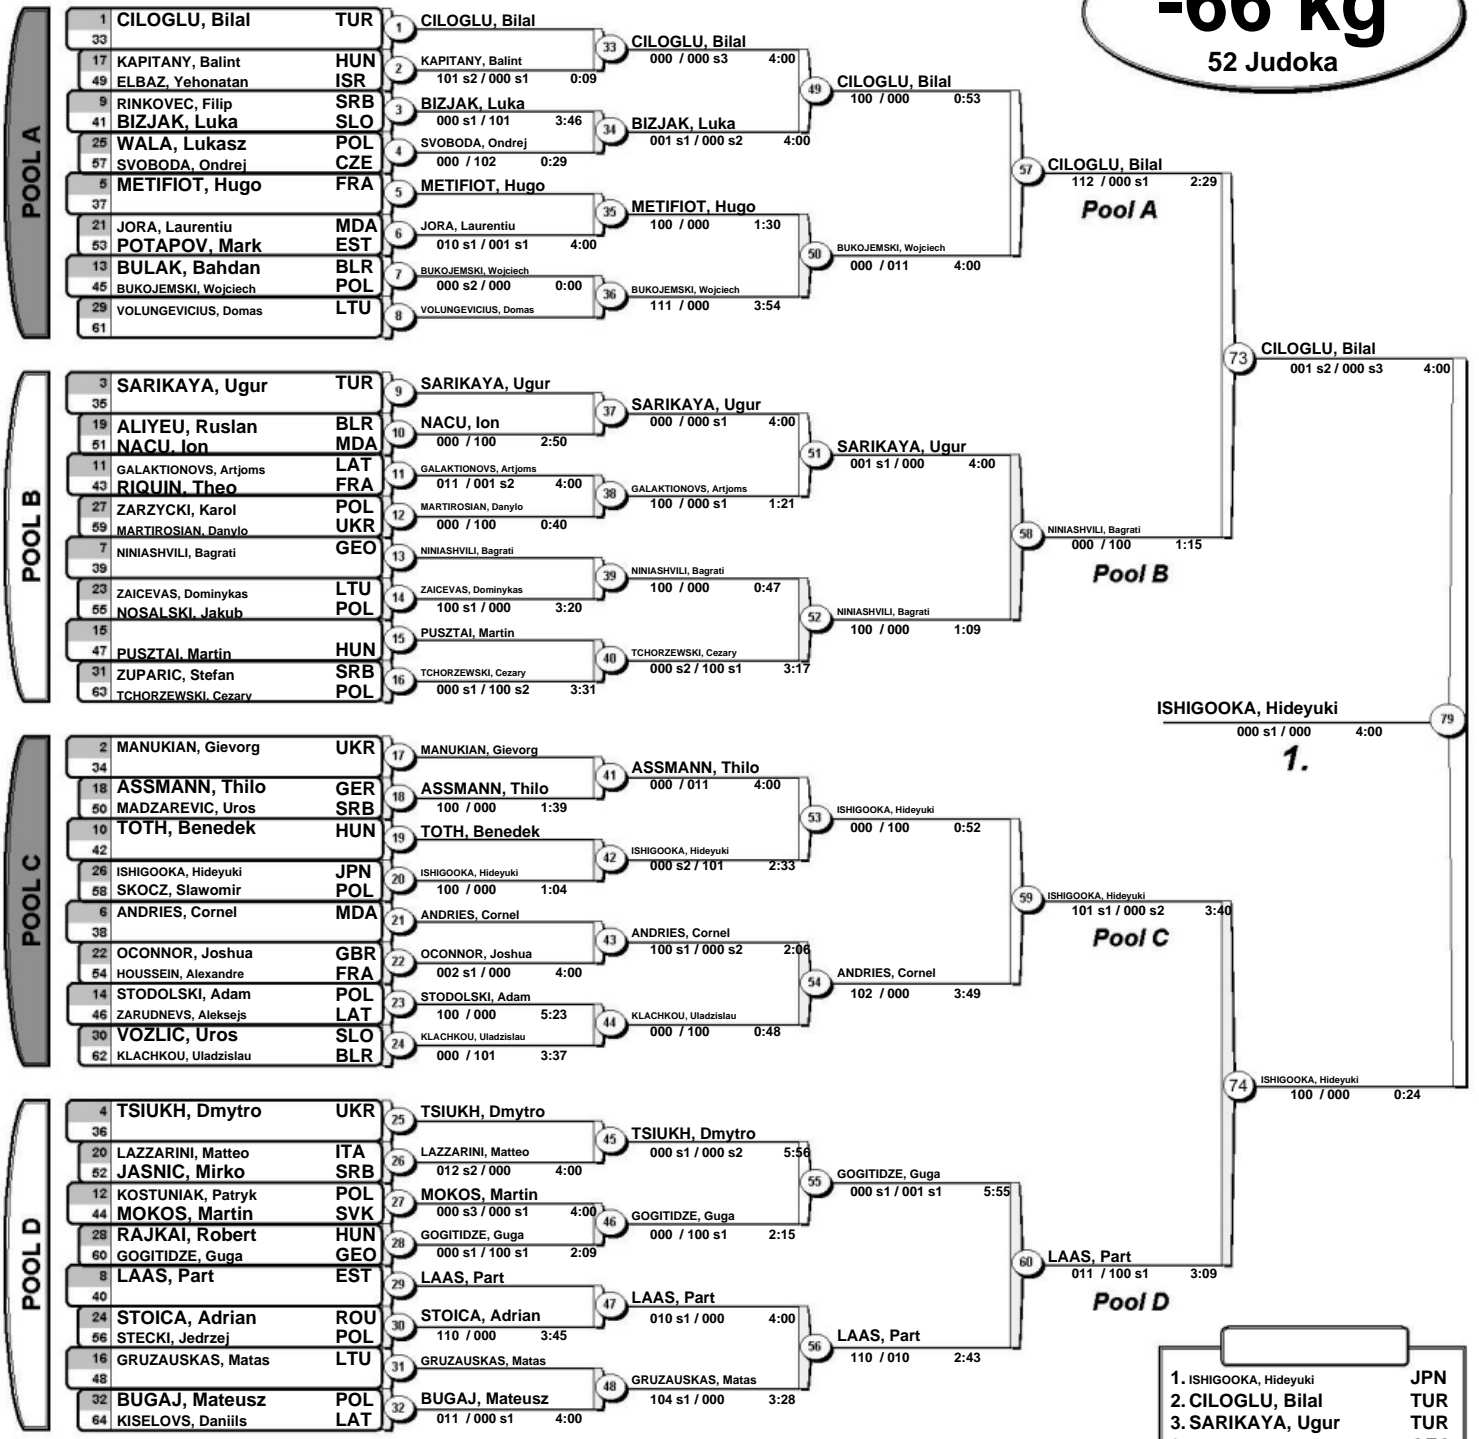 -66 kg
52 Judoka
POOL A
1 CILOGLU, Bilal TUR
33
17 KAPITANY, Balint HUN
49 ELBAZ, Yehonatan ISR
9 RINKOVEC, Filip SRB
41 BIZJAK, Luka SLO
25 WALA, Lukasz POL
57 SVOBODA, Ondrej CZE
5 METIFIOT, Hugo FRA
37
21 JORA, Laurentiu MDA
53 POTAPOV, Mark EST
13 BULAK, Bahdan BLR
45 BUKOJEMSKI, Wojciech POL
29 VOLUNGEVICIUS, Domas LTU
61
1 CILOGLU, Bilal
2 KAPITANY, Balint
101 s2 / 000 s1 0:09
3 BIZJAK, Luka
000 s1 / 101 3:46
4 SVOBODA, Ondrej
000 / 102 0:29
5 METIFIOT, Hugo
6 JORA, Laurentiu
010 s1 / 001 s1 4:00
7 BUKOJEMSKI, Wojciech
000 s2 / 000 0:00
8 VOLUNGEVICIUS, Domas
33 CILOGLU, Bilal
000 / 000 s3 4:00
34 BIZJAK, Luka
001 s1 / 000 s2 4:00
35 METIFIOT, Hugo
100 / 000 1:30
36 BUKOJEMSKI, Wojciech
111 / 000 3:54
49 CILOGLU, Bilal
100 / 000 0:53
50 BUKOJEMSKI, Wojciech
000 / 011 4:00
57 CILOGLU, Bilal
112 / 000 s1 2:29
Pool A
POOL B
3 SARIKAYA, Ugur TUR
35
19 ALIYEU, Ruslan BLR
51 NACU, Ion MDA
11 GALAKTIONOVS, Artjoms LAT
43 RIQUIN, Theo FRA
27 ZARZYCKI, Karol POL
59 MARTIROSIAN, Danylo UKR
7 NINIASHVILI, Bagrati GEO
39
23 ZAICEVAS, Dominykas LTU
55 NOSALSKI, Jakub POL
15
47 PUSZTAI, Martin HUN
31 ZUPARIC, Stefan SRB
63 TCHORZEWSKI, Cezary POL
9 SARIKAYA, Ugur
10 NACU, Ion
000 / 100 2:50
11 GALAKTIONOVS, Artjoms
011 / 001 s2 4:00
12 MARTIROSIAN, Danylo
000 / 100 0:40
13 NINIASHVILI, Bagrati
14 ZAICEVAS, Dominykas
100 s1 / 000 3:20
15 PUSZTAI, Martin
16 TCHORZEWSKI, Cezary
000 s1 / 100 s2 3:31
37 SARIKAYA, Ugur
000 / 000 s1 4:00
38 GALAKTIONOVS, Artjoms
100 / 000 s1 1:21
39 NINIASHVILI, Bagrati
100 / 000 0:47
40 TCHORZEWSKI, Cezary
000 s2 / 100 s1 3:17
51 SARIKAYA, Ugur
001 s1 / 000 4:00
52 NINIASHVILI, Bagrati
100 / 000 1:09
58 NINIASHVILI, Bagrati
000 / 100 1:15
Pool B
73 CILOGLU, Bilal
001 s2 / 000 s3 4:00
ISHIGOOKA, Hideyuki 79
000 s1 / 000 4:00
1.
POOL C
2 MANUKIAN, Gievorg UKR
34
18 ASSMANN, Thilo GER
50 MADZAREVIC, Uros SRB
10 TOTH, Benedek HUN
42
26 ISHIGOOKA, Hideyuki JPN
58 SKOCZ, Slawomir POL
6 ANDRIES, Cornel MDA
38
22 OCONNOR, Joshua GBR
54 HOUSSEIN, Alexandre FRA
14 STODOLSKI, Adam POL
46 ZARUDNEVS, Aleksejs LAT
30 VOZLIC, Uros SLO
62 KLACHKOU, Uladzislau BLR
17 MANUKIAN, Gievorg
18 ASSMANN, Thilo
100 / 000 1:39
19 TOTH, Benedek
20 ISHIGOOKA, Hideyuki
100 / 000 1:04
21 ANDRIES, Cornel
22 OCONNOR, Joshua
002 s1 / 000 4:00
23 STODOLSKI, Adam
100 / 000 5:23
24 KLACHKOU, Uladzislau
000 / 101 3:37
41 ASSMANN, Thilo
000 / 011 4:00
42 ISHIGOOKA, Hideyuki
000 s2 / 101 2:33
43 ANDRIES, Cornel
100 s1 / 000 s2 2:06
44 KLACHKOU, Uladzislau
000 / 100 0:48
53 ISHIGOOKA, Hideyuki
000 / 100 0:52
54 ANDRIES, Cornel
102 / 000 3:49
59 ISHIGOOKA, Hideyuki
101 s1 / 000 s2 3:40
Pool C
POOL D
4 TSIUKH, Dmytro UKR
36
20 LAZZARINI, Matteo ITA
52 JASNIC, Mirko SRB
12 KOSTUNIAK, Patryk POL
44 MOKOS, Martin SVK
28 RAJKAI, Robert HUN
60 GOGITIDZE, Guga GEO
8 LAAS, Part EST
40
24 STOICA, Adrian ROU
56 STECKI, Jedrzej POL
16 GRUZAUSKAS, Matas LTU
48
32 BUGAJ, Mateusz POL
64 KISELOVS, Daniils LAT
25 TSIUKH, Dmytro
26 LAZZARINI, Matteo
012 s2 / 000 4:00
27 MOKOS, Martin
000 s3 / 000 s1 4:00
28 GOGITIDZE, Guga
000 s1 / 100 s1 2:09
29 LAAS, Part
30 STOICA, Adrian
110 / 000 3:45
31 GRUZAUSKAS, Matas
32 BUGAJ, Mateusz
011 / 000 s1 4:00
45 TSIUKH, Dmytro
000 s1 / 000 s2 5:56
46 GOGITIDZE, Guga
000 / 100 s1 2:15
47 LAAS, Part
010 s1 / 000 4:00
48 GRUZAUSKAS, Matas
104 s1 / 000 3:28
55 GOGITIDZE, Guga
000 s1 / 001 s1 5:55
56 LAAS, Part
110 / 010 2:43
60 LAAS, Part
011 / 100 s1 3:09
Pool D
74 ISHIGOOKA, Hideyuki
100 / 000 0:24
1. ISHIGOOKA, Hideyuki JPN
2. CILOGLU, Bilal TUR
3. SARIKAYA, Ugur TUR